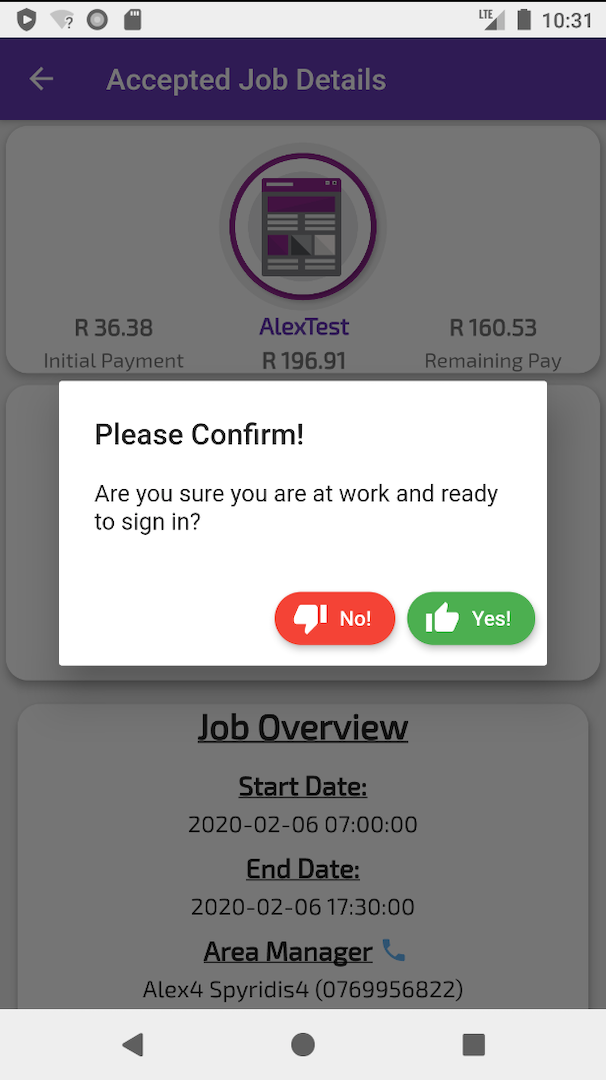 LTE 10:31
Accepted Job Details
R 36.38
AlexTest
R 160.53
Initial Payment
R 196.91
Remaining Pay
Please Confirm!
Are you sure you are at work and ready
to sign in?
No!
Yes!
Job Overview
Start Date:
2020-02-06 07:00:00
End Date:
2020-02-06 17:30:00
Area Manager
Alex4 Spyridis4 (0769956822)